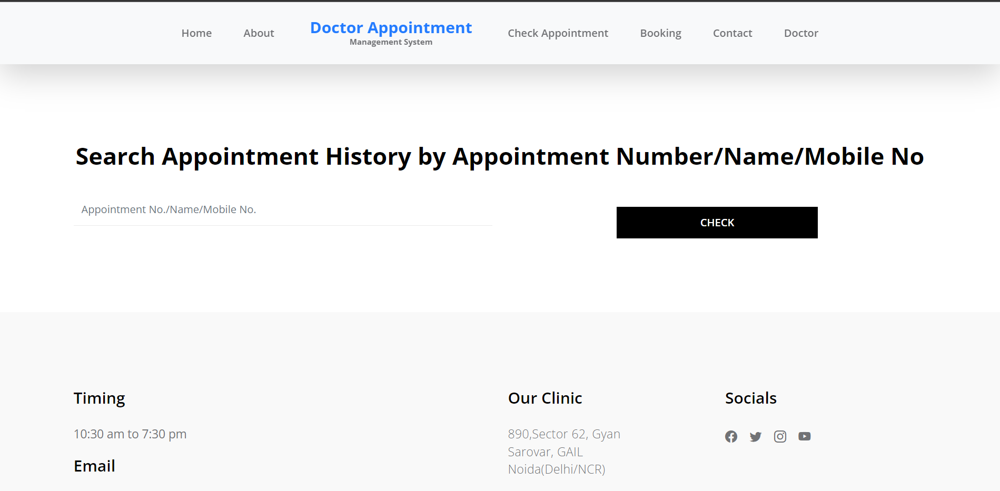 Home
About
Doctor Appointment
Management System
Check Appointment
Booking
Contact
Doctor
Search Appointment History by Appointment Number/Name/Mobile No
Appointment No./Name/Mobile No.
CHECK
Timing
10:30 am to 7:30 pm
Email
Our Clinic
890,Sector 62, Gyan
Sarovar, GAIL
Noida(Delhi/NCR)
Socials